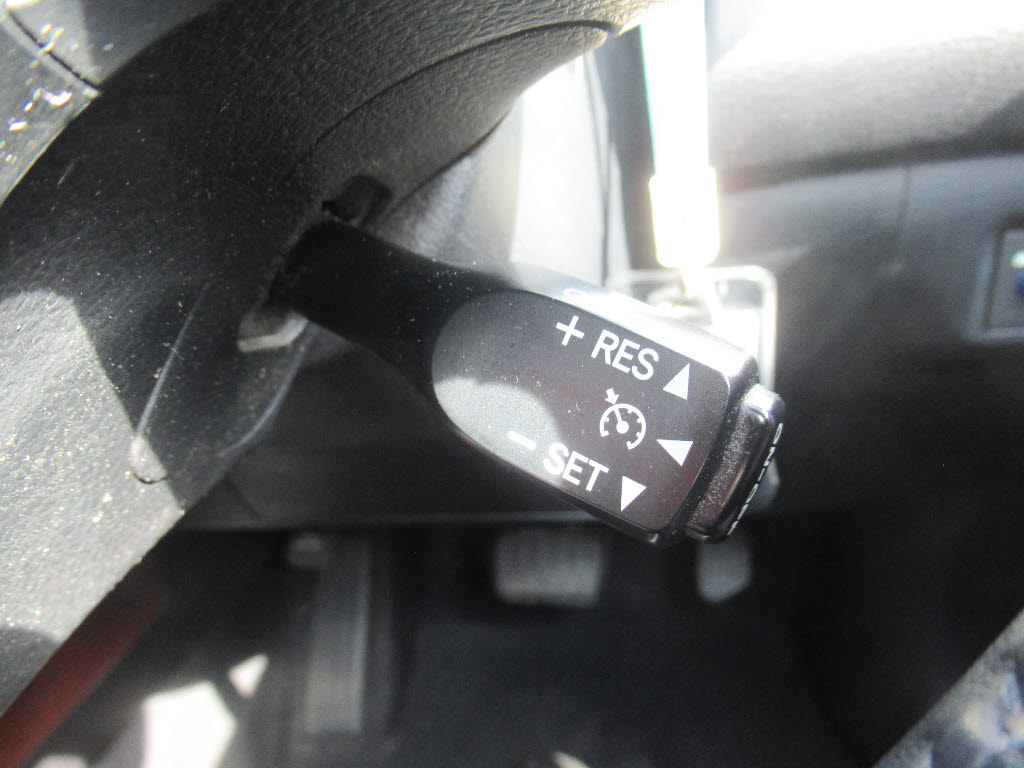 + RES ▲
◀
− SET ▼